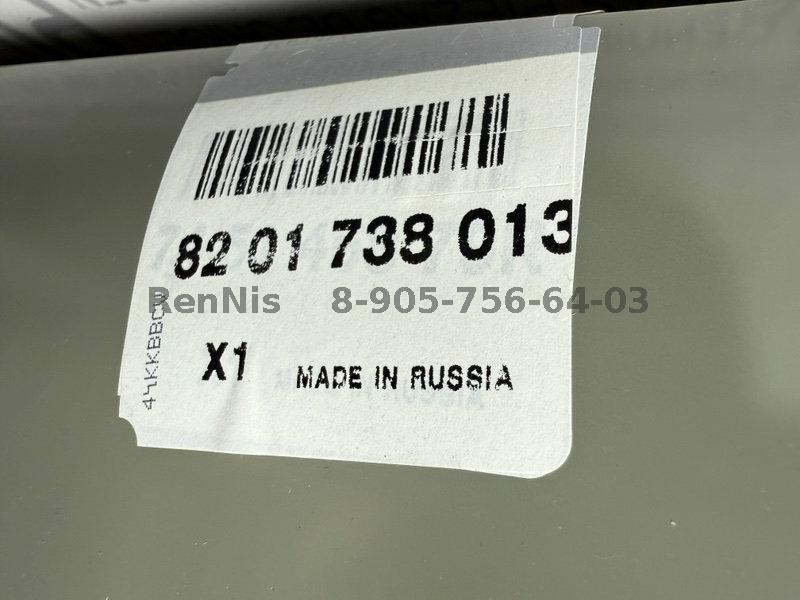 82 01 738 013
RenNis 8-905-756-64-03
X1 MADE IN RUSSIA